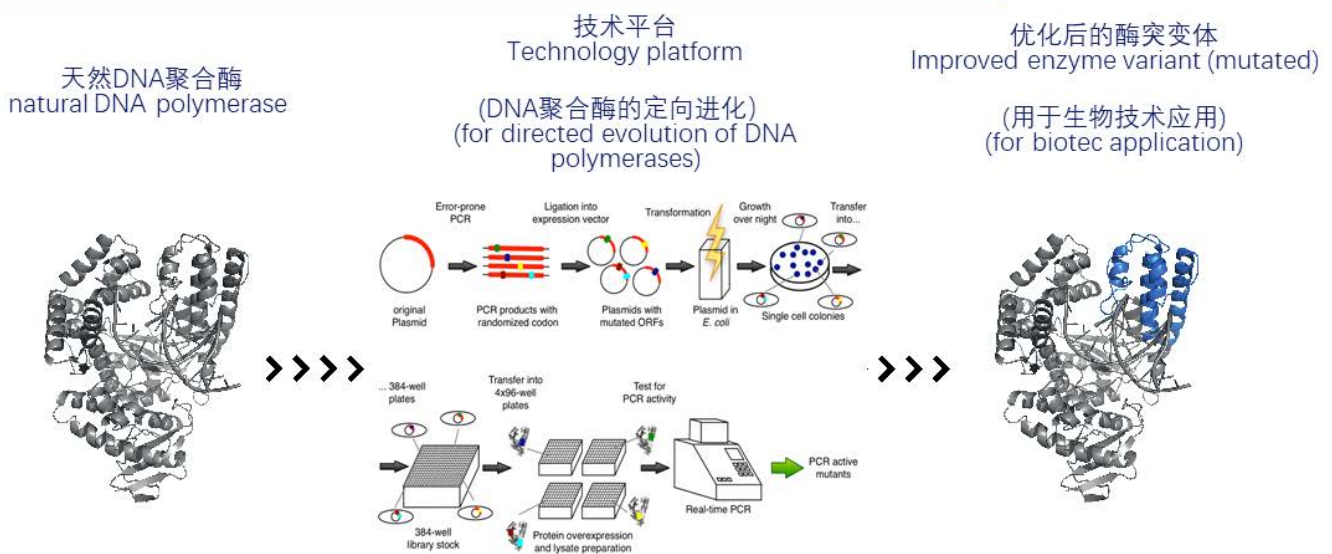 天然DNA聚合酶
natural DNA polymerase
技术平台
Technology platform
(DNA聚合酶的定向进化）
(for directed evolution of DNA
polymerases)
优化后的酶突变体
Improved enzyme variant (mutated)
(用于生物技术应用)
(for biotec application)
Error-prone
PCR
Ligation into
expression vector
Transformation
Growth
over night
Transfer
into...
original
Plasmid
PCR products with
randomized codon
Plasmids with
mutated ORFs
Plasmid in
E. coli
Single cell colonies
... 384-well
plates
Transfer into
4x96-well
plates
Test for
PCR activity
384-well
library stock
Protein overexpression
and lysate preparation
Real-time PCR
PCR active
mutants